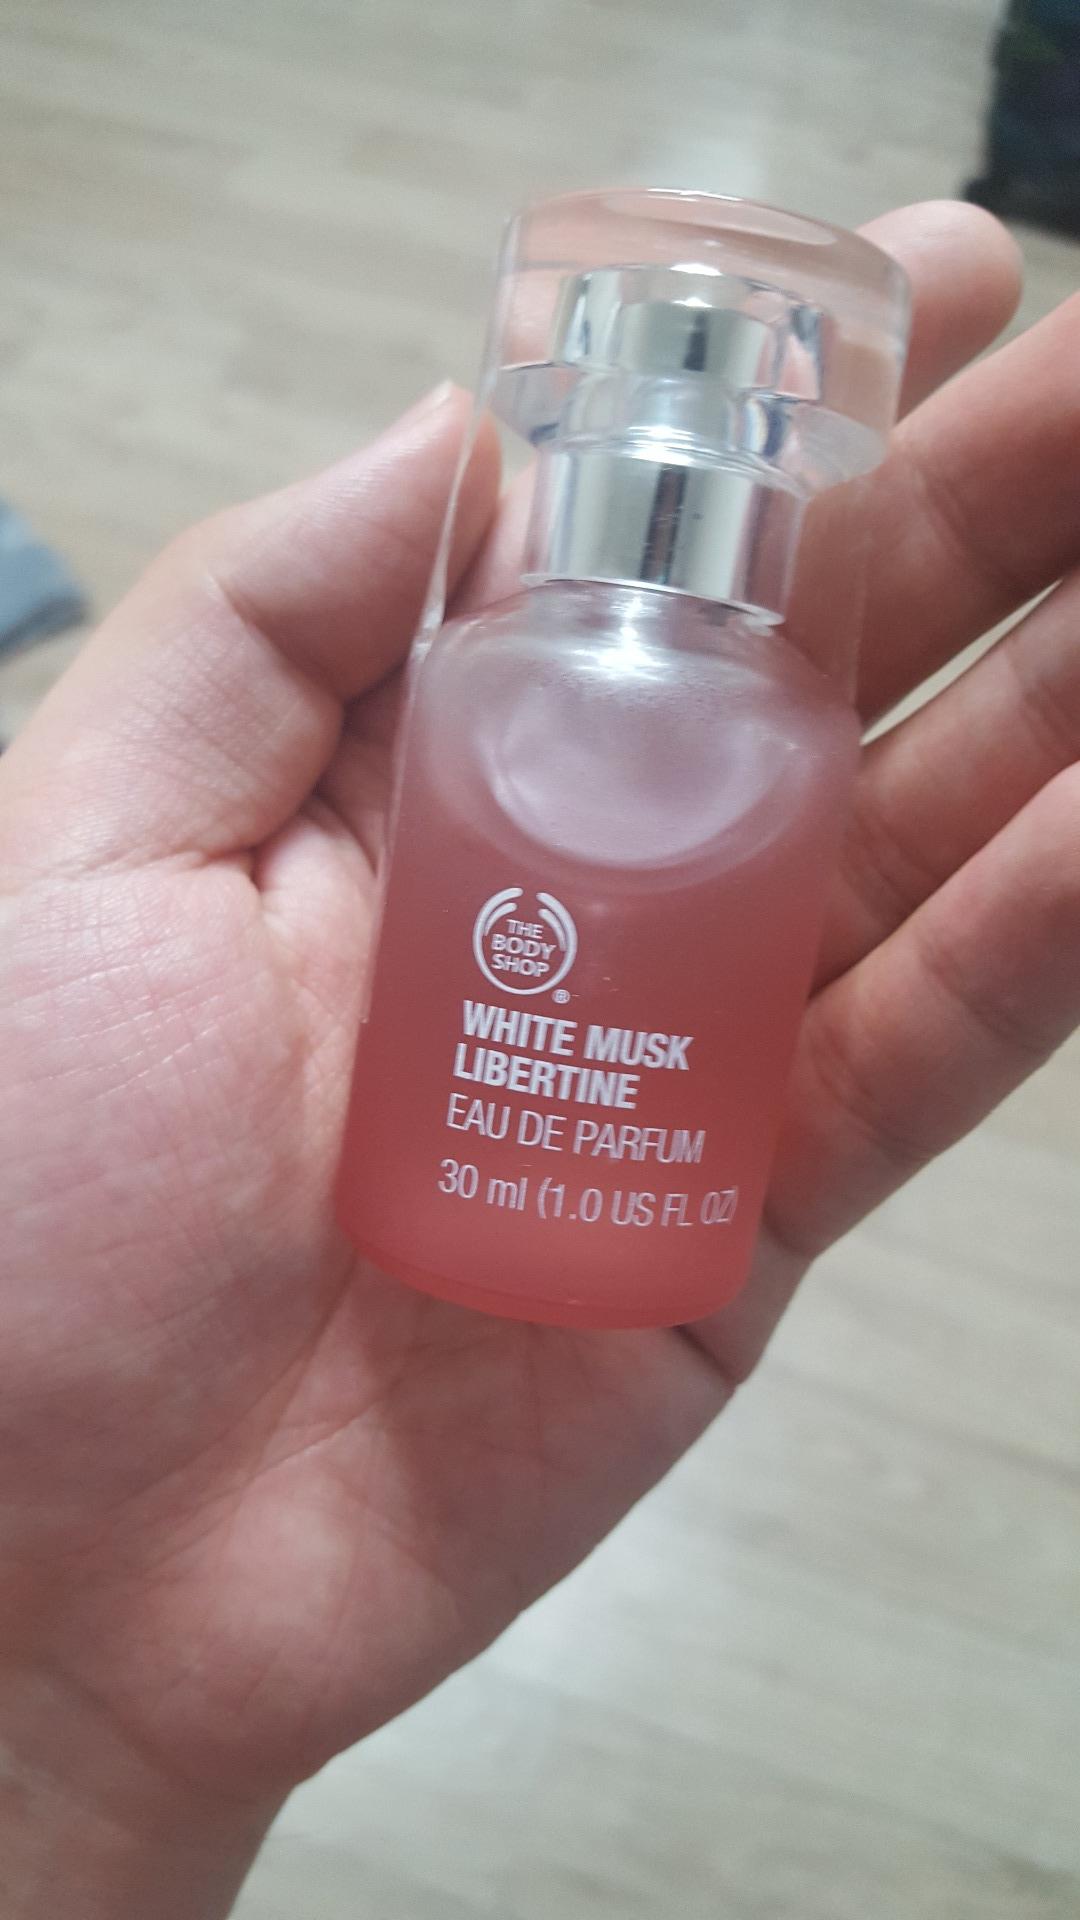 THE
BODY
SHOP
®
WHITE MUSK
LIBERTINE
EAU DE PARFUM
30 ml (1.0 US FL OZ)